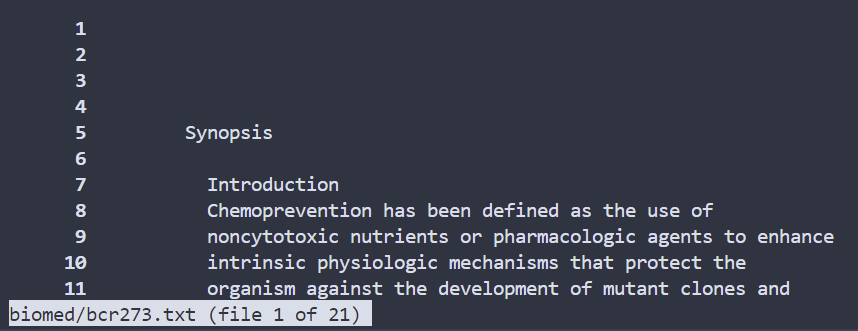 1
2
3
4
5 Synopsis
6
7 Introduction
8 Chemoprevention has been defined as the use of
9 noncytotoxic nutrients or pharmacologic agents to enhance
10 intrinsic physiologic mechanisms that protect the
11 organism against the development of mutant clones and
biomed/bcr273.txt (file 1 of 21)